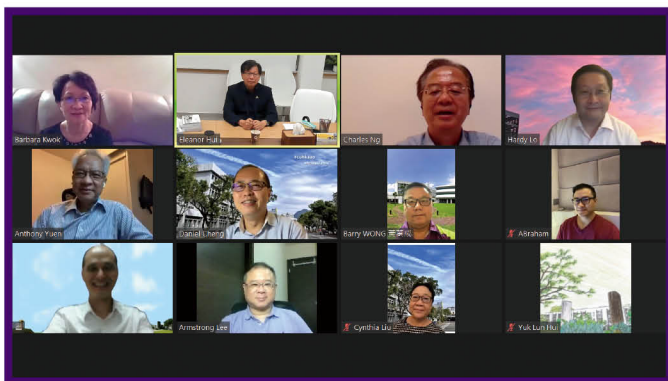 Barbara Kwok
Eleanor Hui
Charles Ng
Hardy Lo
Anthony Yuen
Daniel Cheng
Barry WONG
ABraham
Armstrong Lee
Cynthia Liu
Yuk Lun Hui